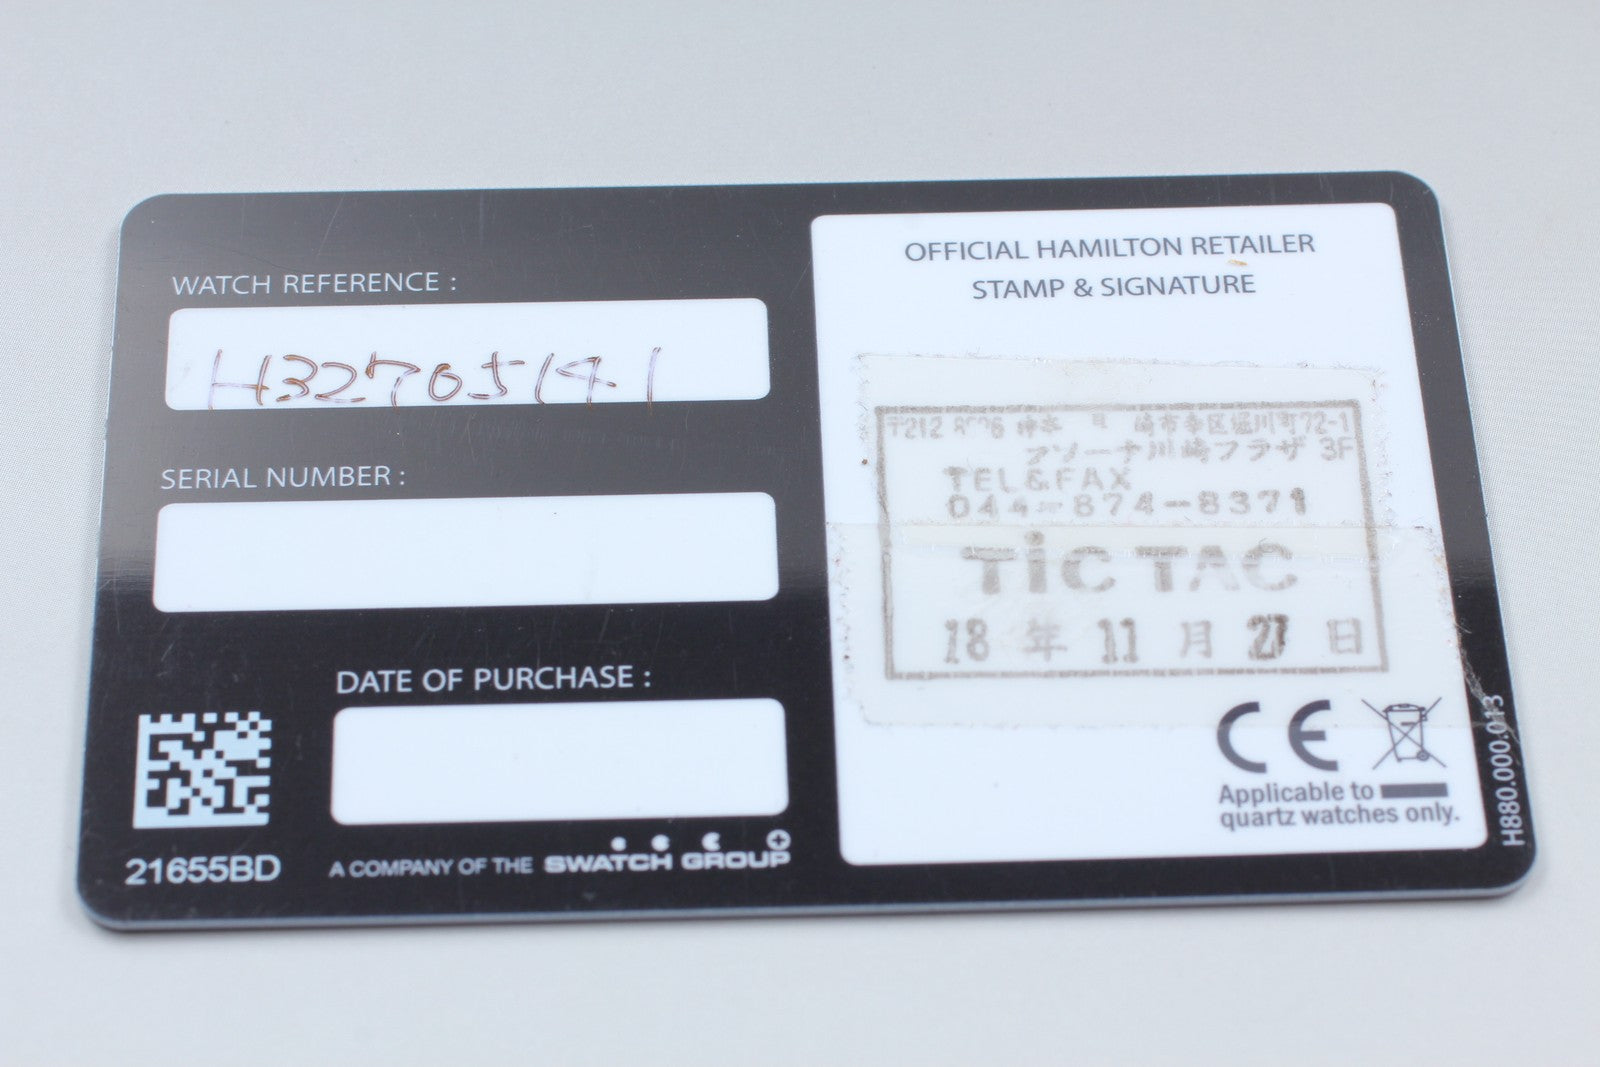 WATCH REFERENCE :
H32705141
SERIAL NUMBER :
DATE OF PURCHASE :
21655BD
A COMPANY OF THE SWATCH GROUP
OFFICIAL HAMILTON RETAILER
STAMP & SIGNATURE
〒212 崎市幸区堀川町72-1
川崎プラザ 3F
TEL&FAX
044-874-8371
TiC TAC
18 年 11 月 27 日
CE
Applicable to
quartz watches only.
H880.000.013